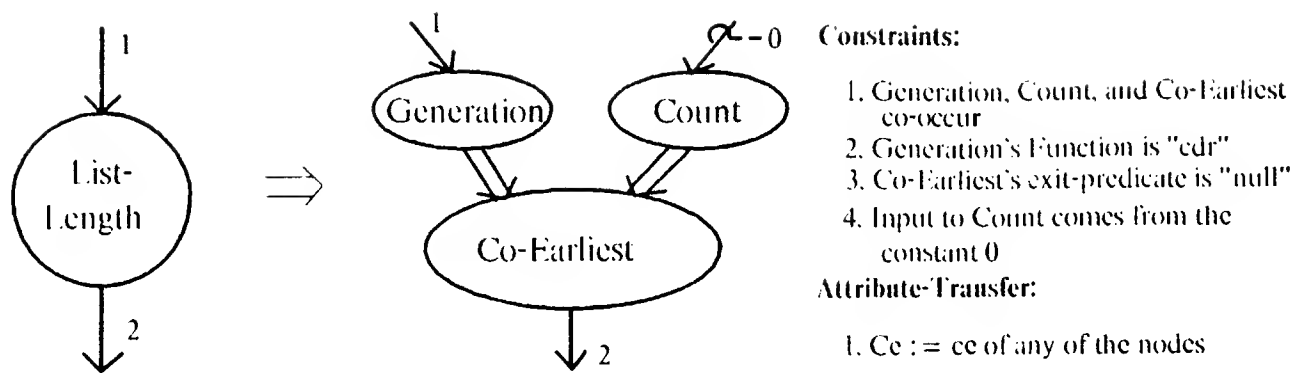 1
List-
Length
2
⇒
1
Generation
α-0
Count
Co-Earliest
2
Constraints:
1. Generation, Count, and Co-Earliest
co-occur
2. Generation's Function is "cdr"
3. Co-Earliest's exit-predicate is "null"
4. Input to Count comes from the
constant 0
Attribute-Transfer:
1. Ce := ce of any of the nodes